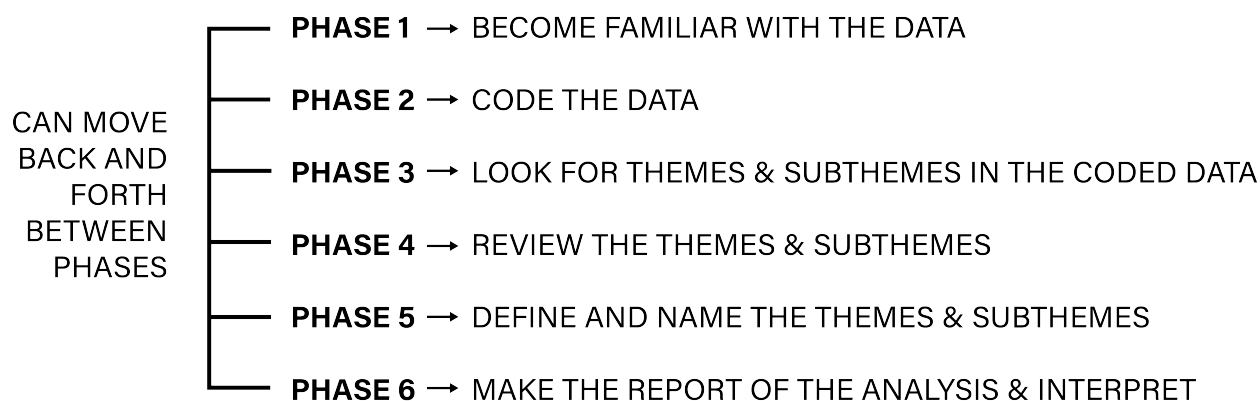 CAN MOVE
BACK AND
FORTH
BETWEEN
PHASES
PHASE 1 → BECOME FAMILIAR WITH THE DATA
PHASE 2 → CODE THE DATA
PHASE 3 → LOOK FOR THEMES & SUBTHEMES IN THE CODED DATA
PHASE 4 → REVIEW THE THEMES & SUBTHEMES
PHASE 5 → DEFINE AND NAME THE THEMES & SUBTHEMES
PHASE 6 → MAKE THE REPORT OF THE ANALYSIS & INTERPRET